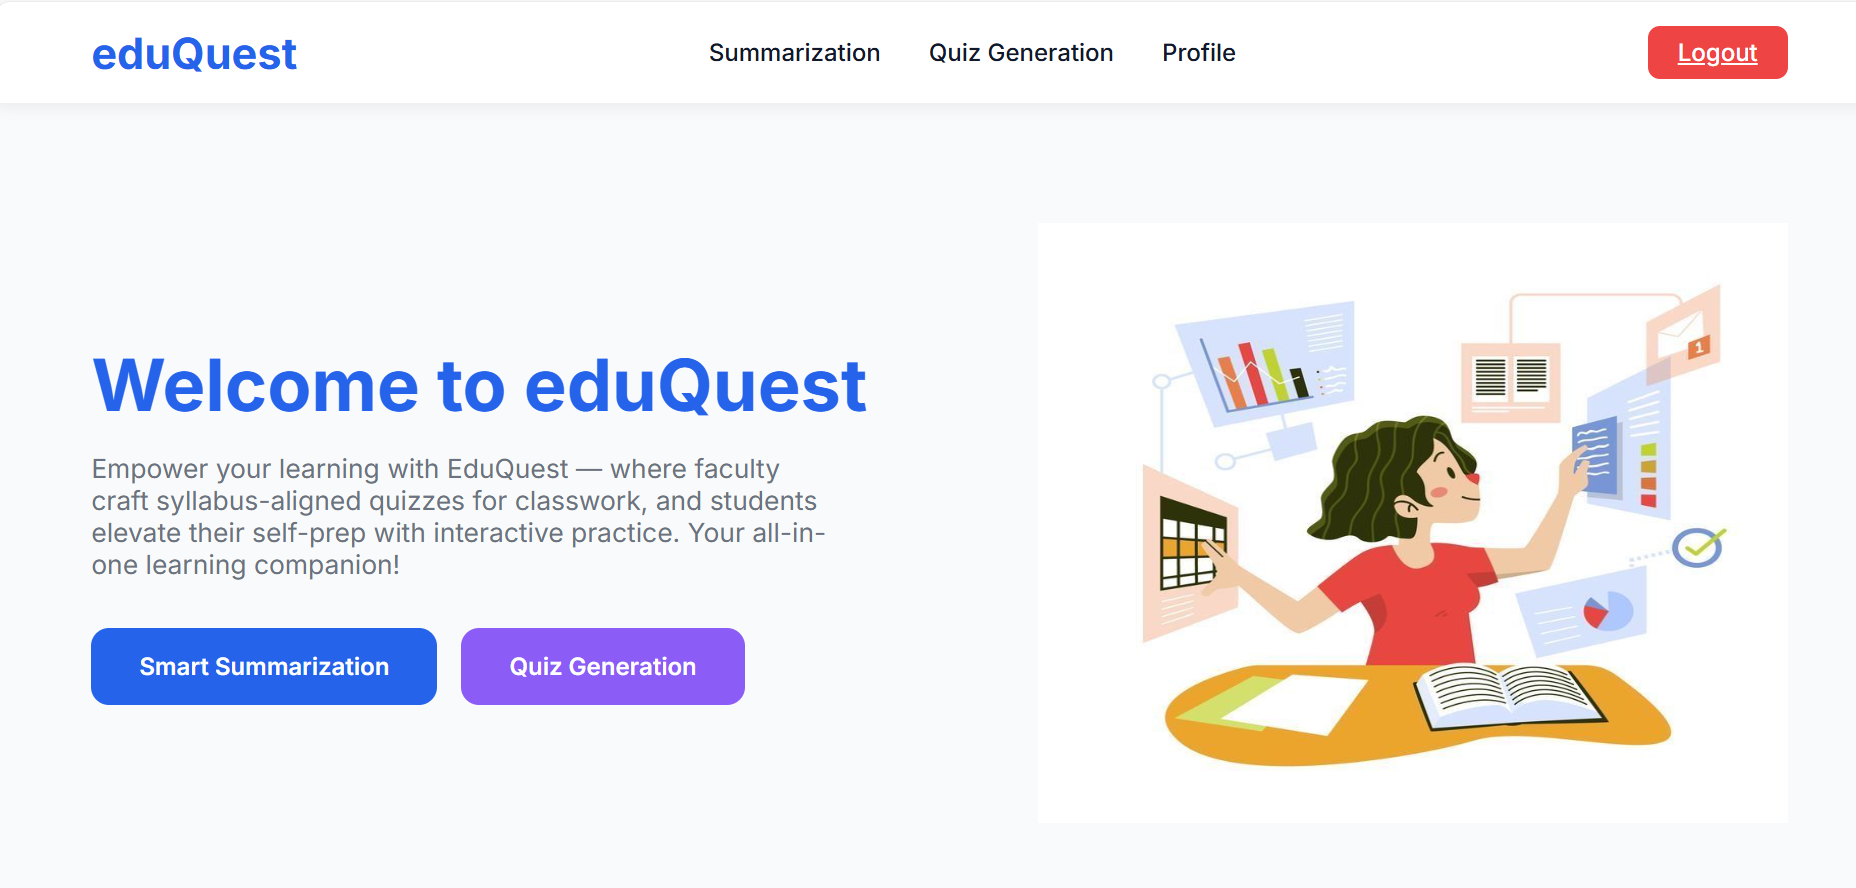 eduQuest
Summarization
Quiz Generation
Profile
Logout
Welcome to eduQuest
Empower your learning with EduQuest — where faculty
craft syllabus-aligned quizzes for classwork, and students
elevate their self-prep with interactive practice. Your all-in-
one learning companion!
Smart Summarization
Quiz Generation
1